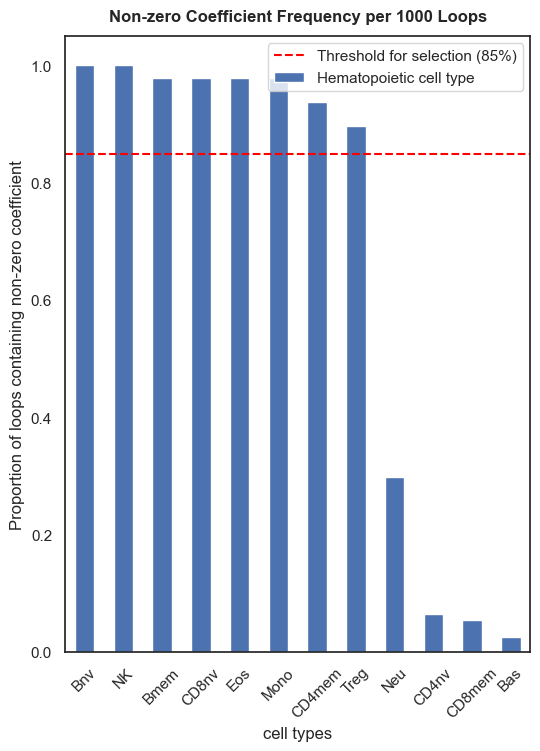 Non-zero Coefficient Frequency per 1000 Loops
Threshold for selection (85%)
Hematopoietic cell type
Proportion of loops containing non-zero coefficient
1.0
0.8
0.6
0.4
0.2
0.0
Bnv
NK
Bmem
CD8nv
Eos
Mono
CD4mem
Treg
Neu
CD4nv
CD8mem
Bas
cell types